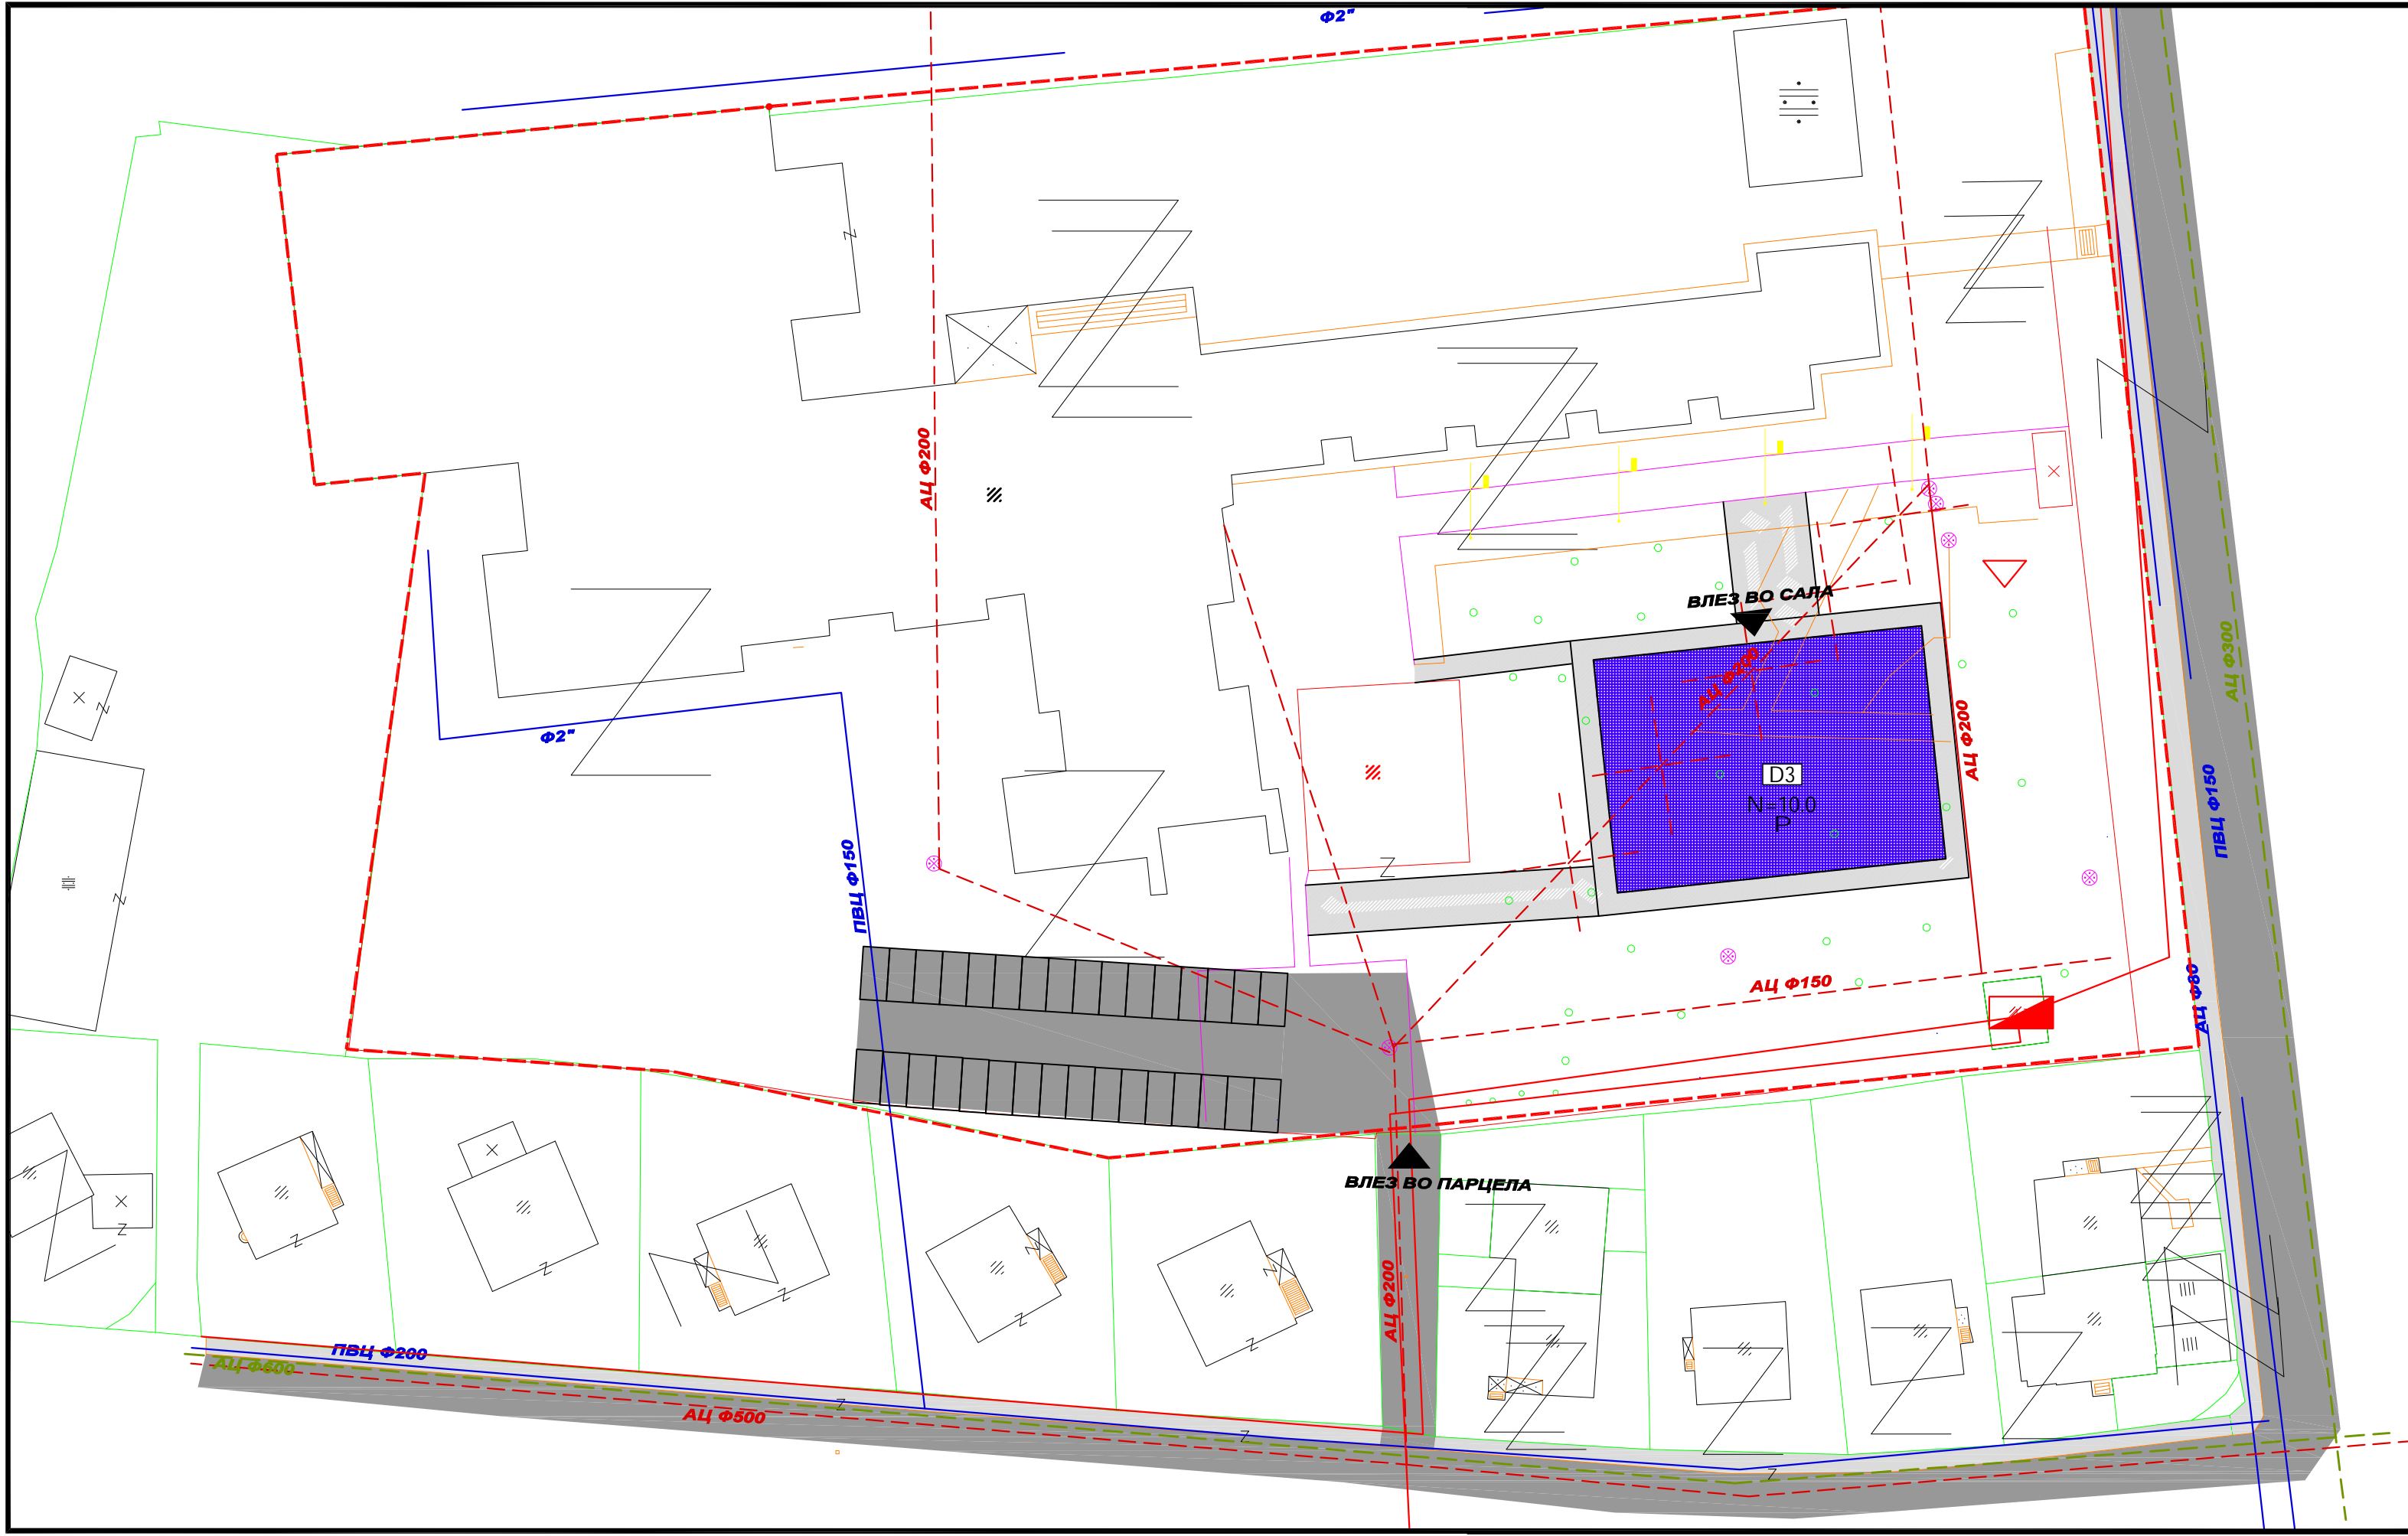 Ф2"
АЦ Ф200
ВЛЕЗ ВО САЛА
АЦ Ф300
АЦ Ф200
АЦ Ф200
Ф2"
D3
N=10.0
P
ПВЦ Ф150
ПВЦ Ф150
АЦ Ф150
АЦ Ф80
ВЛЕЗ ВО ПАРЦЕЛА
АЦ Ф200
ПВЦ Ф200
АЦ Ф600
АЦ Ф500